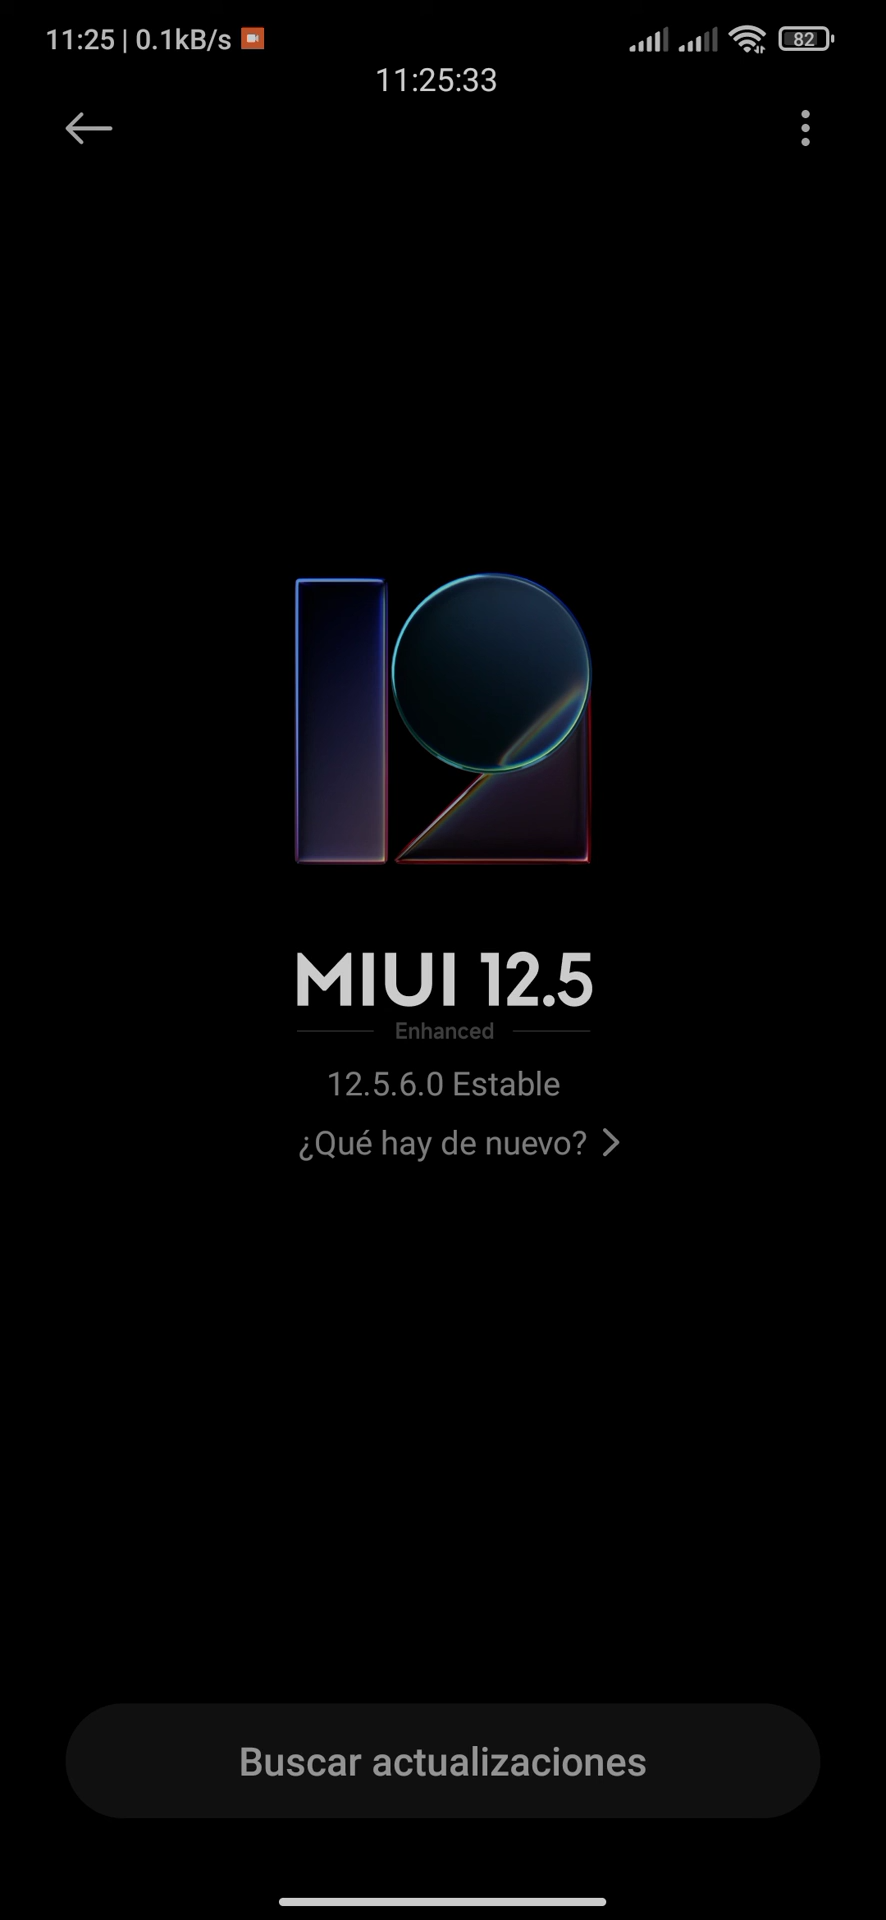 11:25 | 0.1kB/s
82
11:25:33
MIUI 12.5
Enhanced
12.5.6.0 Estable
¿Qué hay de nuevo?
Buscar actualizaciones